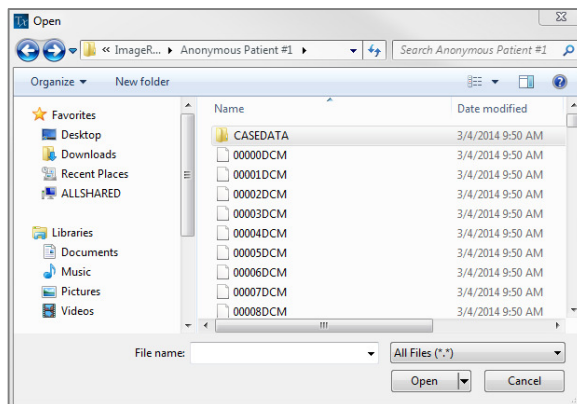 Tx Open
« ImageR... ▸ Anonymous Patient #1 ▸ Search Anonymous Patient #1
Organize New folder
Name Date modified
Favorites
Desktop
Downloads
Recent Places
ALLSHARED
Libraries
Documents
Music
Pictures
Videos
CASEDATA 3/4/2014 9:50 AM
00000DCM 3/4/2014 9:50 AM
00001DCM 3/4/2014 9:50 AM
00002DCM 3/4/2014 9:50 AM
00003DCM 3/4/2014 9:50 AM
00004DCM 3/4/2014 9:50 AM
00005DCM 3/4/2014 9:50 AM
00006DCM 3/4/2014 9:50 AM
00007DCM 3/4/2014 9:50 AM
00008DCM 3/4/2014 9:50 AM
File name: All Files (*.*)
Open Cancel